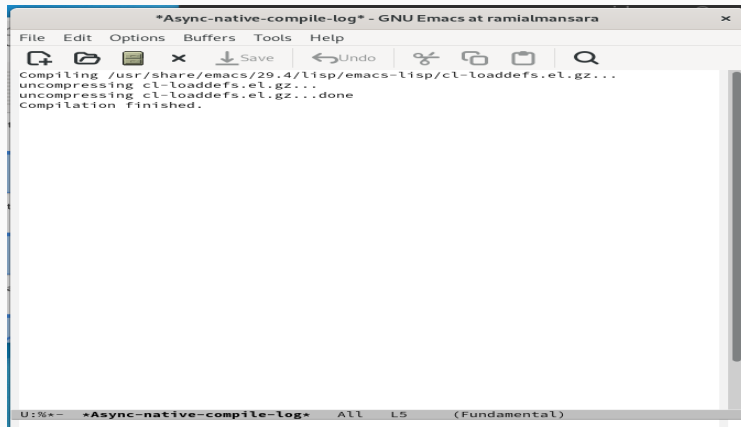 *Async-native-compile-log* - GNU Emacs at ramialmansara
File Edit Options Buffers Tools Help
Save Undo
Compiling /usr/share/emacs/29.4/lisp/emacs-lisp/cl-loaddefs.el.gz...
uncompressing cl-loaddefs.el.gz...
uncompressing cl-loaddefs.el.gz...done
Compilation finished.
U:%*- *Async-native-compile-log* All L5 (Fundamental)